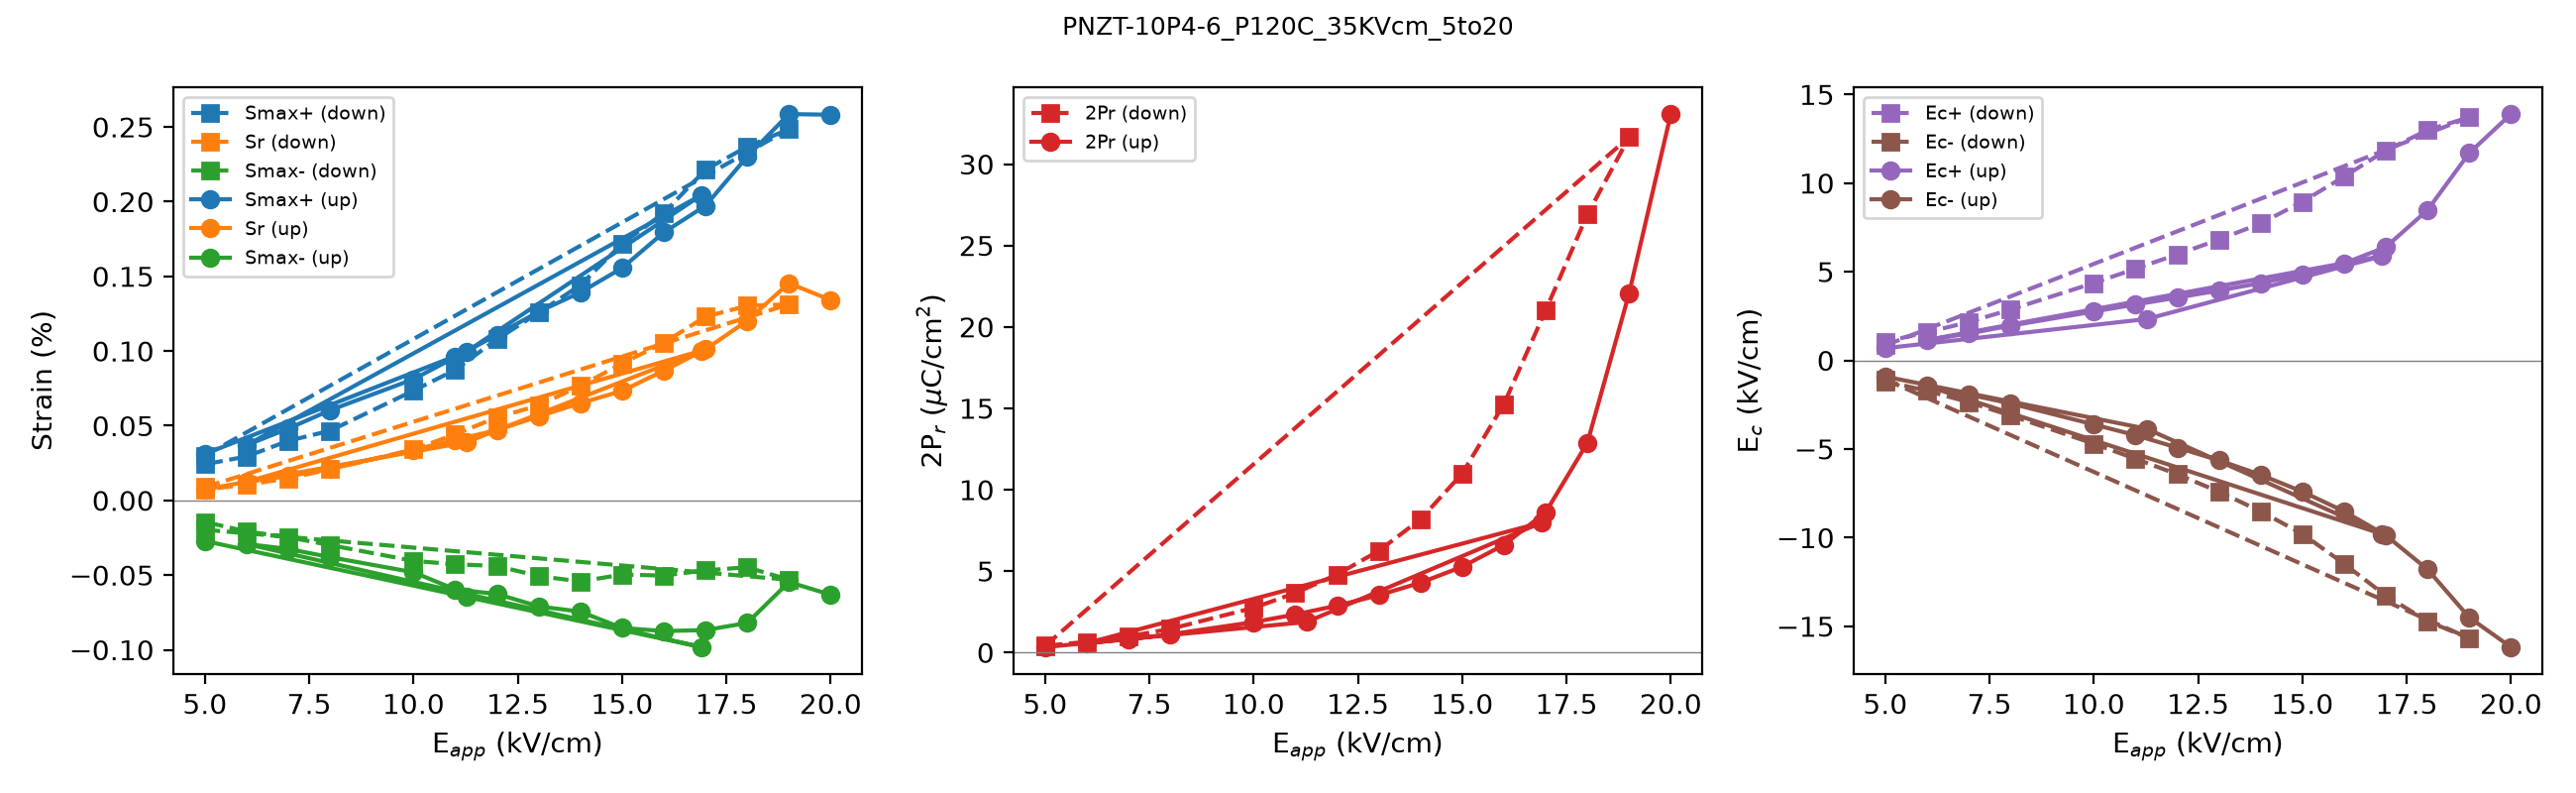 PNZT-10P4-6_P120C_35KVcm_5to20
Strain (%)
0.25
0.20
0.15
0.10
0.05
0.00
−0.05
−0.10
Smax+ (down)
Sr (down)
Smax- (down)
Smax+ (up)
Sr (up)
Smax- (up)
5.0 7.5 10.0 12.5 15.0 17.5 20.0
E_app (kV/cm)
2P_r (μC/cm²)
30
25
20
15
10
5
0
2Pr (down)
2Pr (up)
5.0 7.5 10.0 12.5 15.0 17.5 20.0
E_app (kV/cm)
E_c (kV/cm)
15
10
5
0
−5
−10
−15
Ec+ (down)
Ec- (down)
Ec+ (up)
Ec- (up)
5.0 7.5 10.0 12.5 15.0 17.5 20.0
E_app (kV/cm)